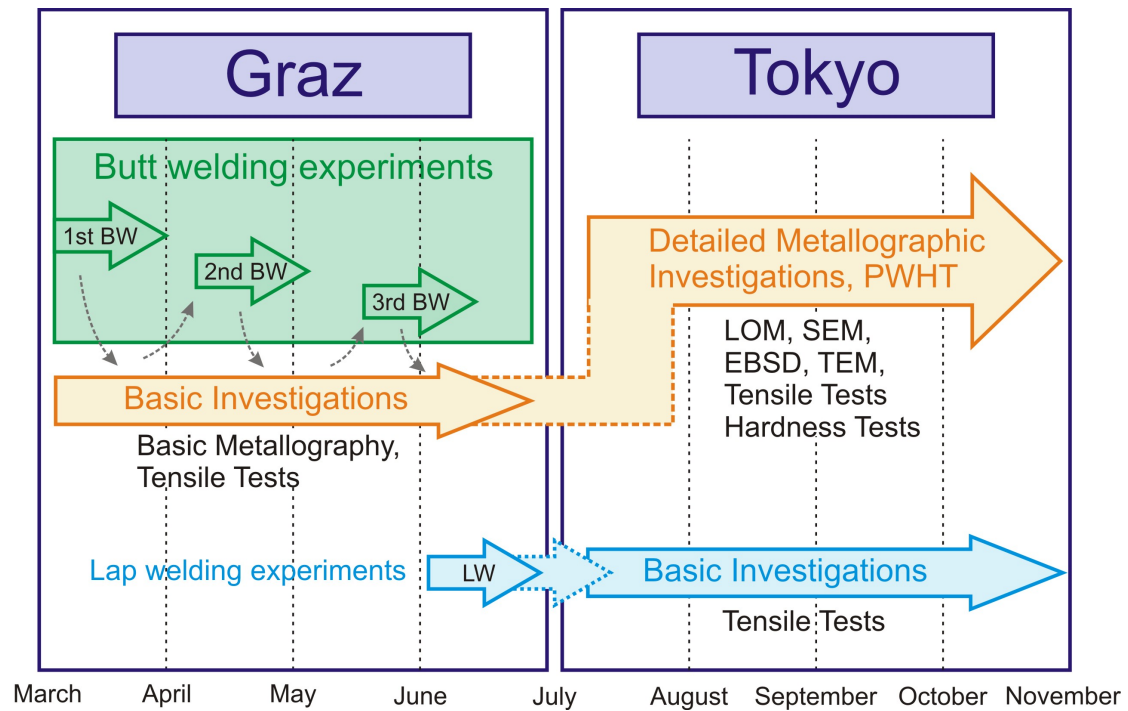 Graz
Tokyo
Butt welding experiments
1st BW
2nd BW
3rd BW
Detailed Metallographic
Investigations, PWHT
LOM, SEM,
EBSD, TEM,
Tensile Tests
Hardness Tests
Basic Investigations
Basic Metallography,
Tensile Tests
Lap welding experiments
LW
Basic Investigations
Tensile Tests
March April May June July August September October November